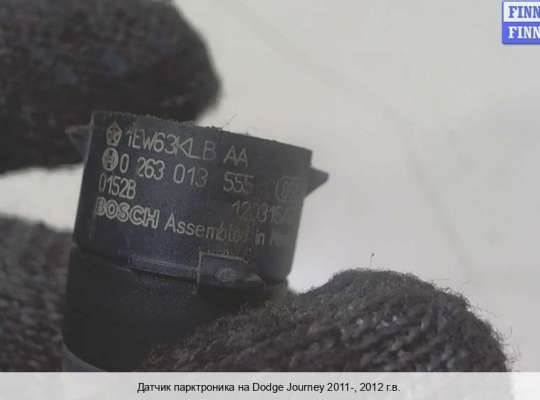 FINN
FINN
1EW63KLB AA
0 263 013 555
0152B
BOSCH Assembled in
Датчик парктроника на Dodge Journey 2011-, 2012 г.в.